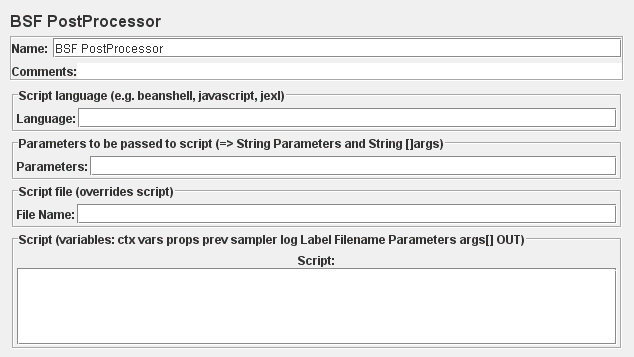 BSF PostProcessor
Name: BSF PostProcessor
Comments:
Script language (e.g. beanshell, javascript, jexl)
Language:
Parameters to be passed to script (=> String Parameters and String []args)
Parameters:
Script file (overrides script)
File Name:
Script (variables: ctx vars props prev sampler log Label Filename Parameters args[] OUT)
Script: